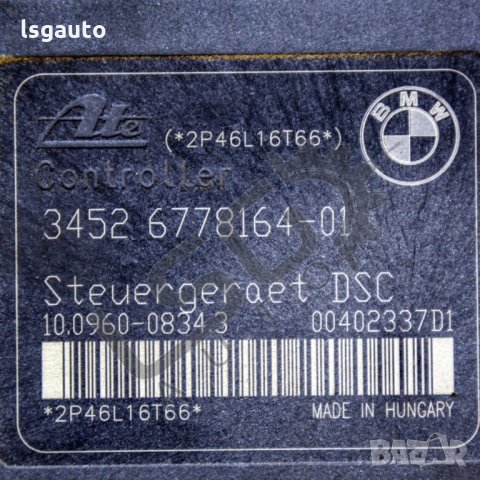 lsgauto
Ate (*2P46L16T66*) BMW
Controller
3452 6778164-01
Steuergeraet DSC
10.0960-0834.3 00402337D1
*2P46L16T66* MADE IN HUNGARY
BAZAR